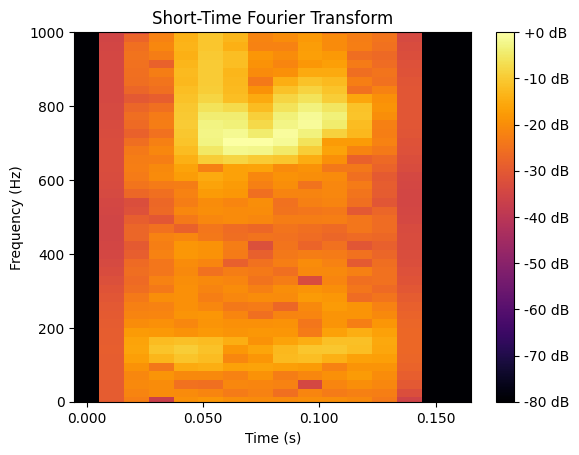 Short-Time Fourier Transform
1000
800
600
400
200
0
Frequency (Hz)
0.000
0.050
0.100
0.150
Time (s)
+0 dB
-10 dB
-20 dB
-30 dB
-40 dB
-50 dB
-60 dB
-70 dB
-80 dB